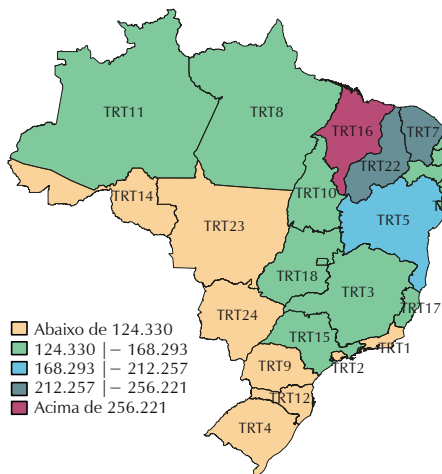 TRT11
TRT8
TRT16
TRT7
TRT22
TRT14
TRT10
TRT5
TRT23
TRT18
TRT3
TRT17
TRT24
TRT15
TRT1
TRT2
TRT9
TRT12
TRT4
Abaixo de 124.330
124.330 |− 168.293
168.293 |− 212.257
212.257 |− 256.221
Acima de 256.221